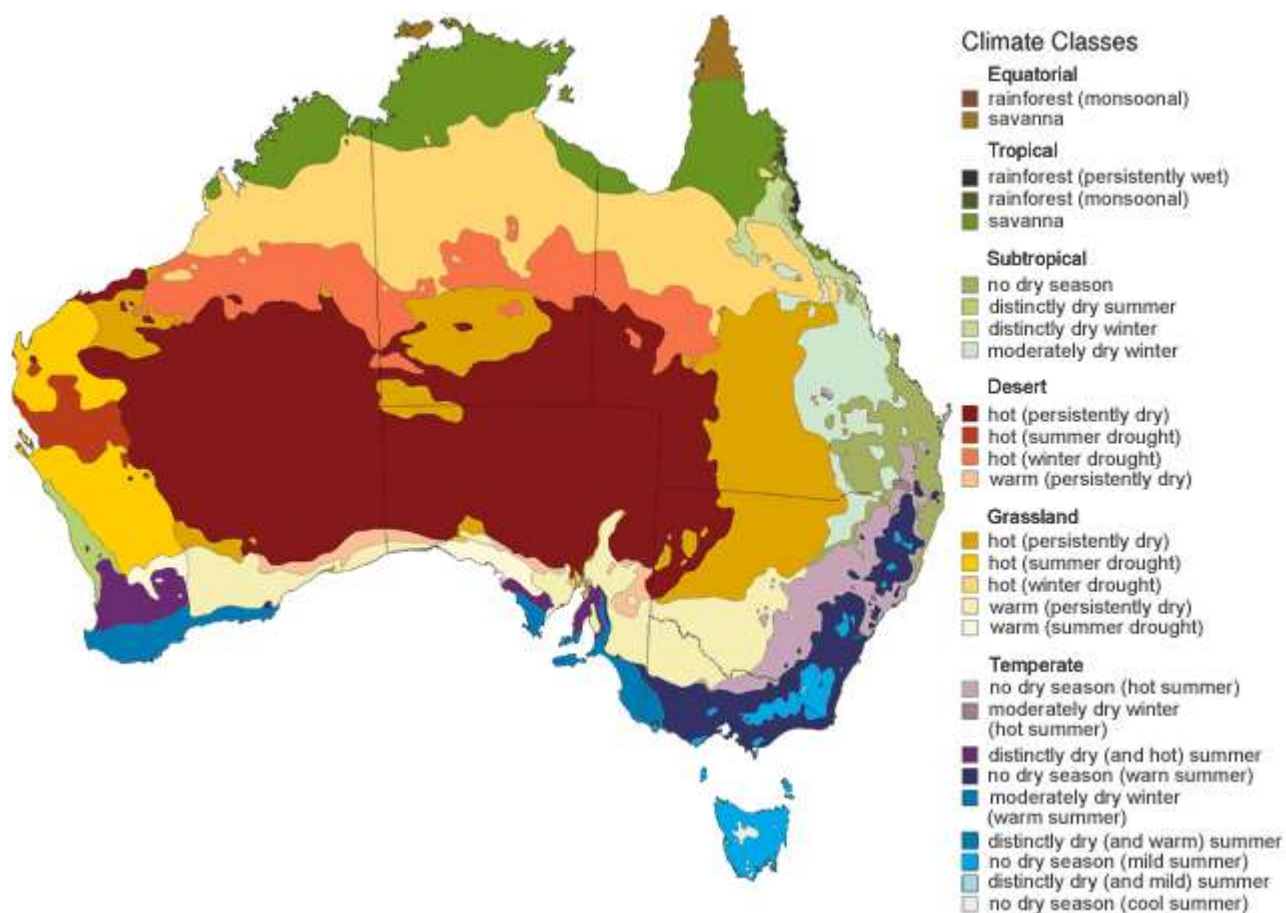 Climate Classes
Equatorial
rainforest (monsoonal)
savanna
Tropical
rainforest (persistently wet)
rainforest (monsoonal)
savanna
Subtropical
no dry season
distinctly dry summer
distinctly dry winter
moderately dry winter
Desert
hot (persistently dry)
hot (summer drought)
hot (winter drought)
warm (persistently dry)
Grassland
hot (persistently dry)
hot (summer drought)
hot (winter drought)
warm (persistently dry)
warm (summer drought)
Temperate
no dry season (hot summer)
moderately dry winter
(hot summer)
distinctly dry (and hot) summer
no dry season (warn summer)
moderately dry winter
(warm summer)
distinctly dry (and warm) summer
no dry season (mild summer)
distinctly dry (and mild) summer
no dry season (cool summer)